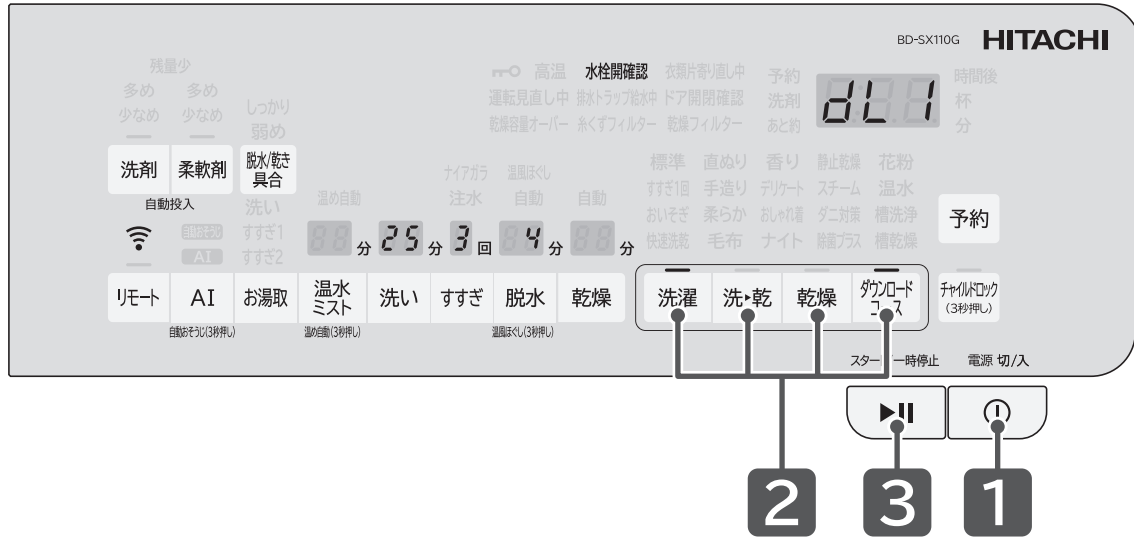 BD-SX110G HITACHI
残量少
多め 多め
少なめ 少なめ
しっかり
弱め
高温 水栓開確認 衣類片寄り直し中 予約 時間後
運転見直し中 排水トラップ給水中 ドア開閉確認 洗剤 杯
乾燥容量オーバー 糸くずフィルター 乾燥フィルター あと約 分
dL1
洗剤 柔軟剤 脱水/乾き具合
自動投入
洗い
すすぎ1
すすぎ2
自動おそうじ
AI
温め自動
ナイアガラ 温風ほぐし
注水 自動 自動
分 25 分 3 回 4 分 分
標準 直ぬり 香り 静止乾燥 花粉
すすぎ1回 手造り デリケート スチーム 温水
おいそぎ 柔らか おしゃれ着 ダニ対策 槽洗浄
快速洗乾 毛布 ナイト 除菌プラス 槽乾燥
予約
リモート AI お湯取 温水ミスト 洗い すすぎ 脱水 乾燥 洗濯 洗▸乾 乾燥 ダウンロードコース チャイルドロック
(3秒押し)
自動おそうじ(3秒押し) 温め自動(3秒押し) 温風ほぐし(3秒押し)
スタート/一時停止 電源 切/入
2 3 1